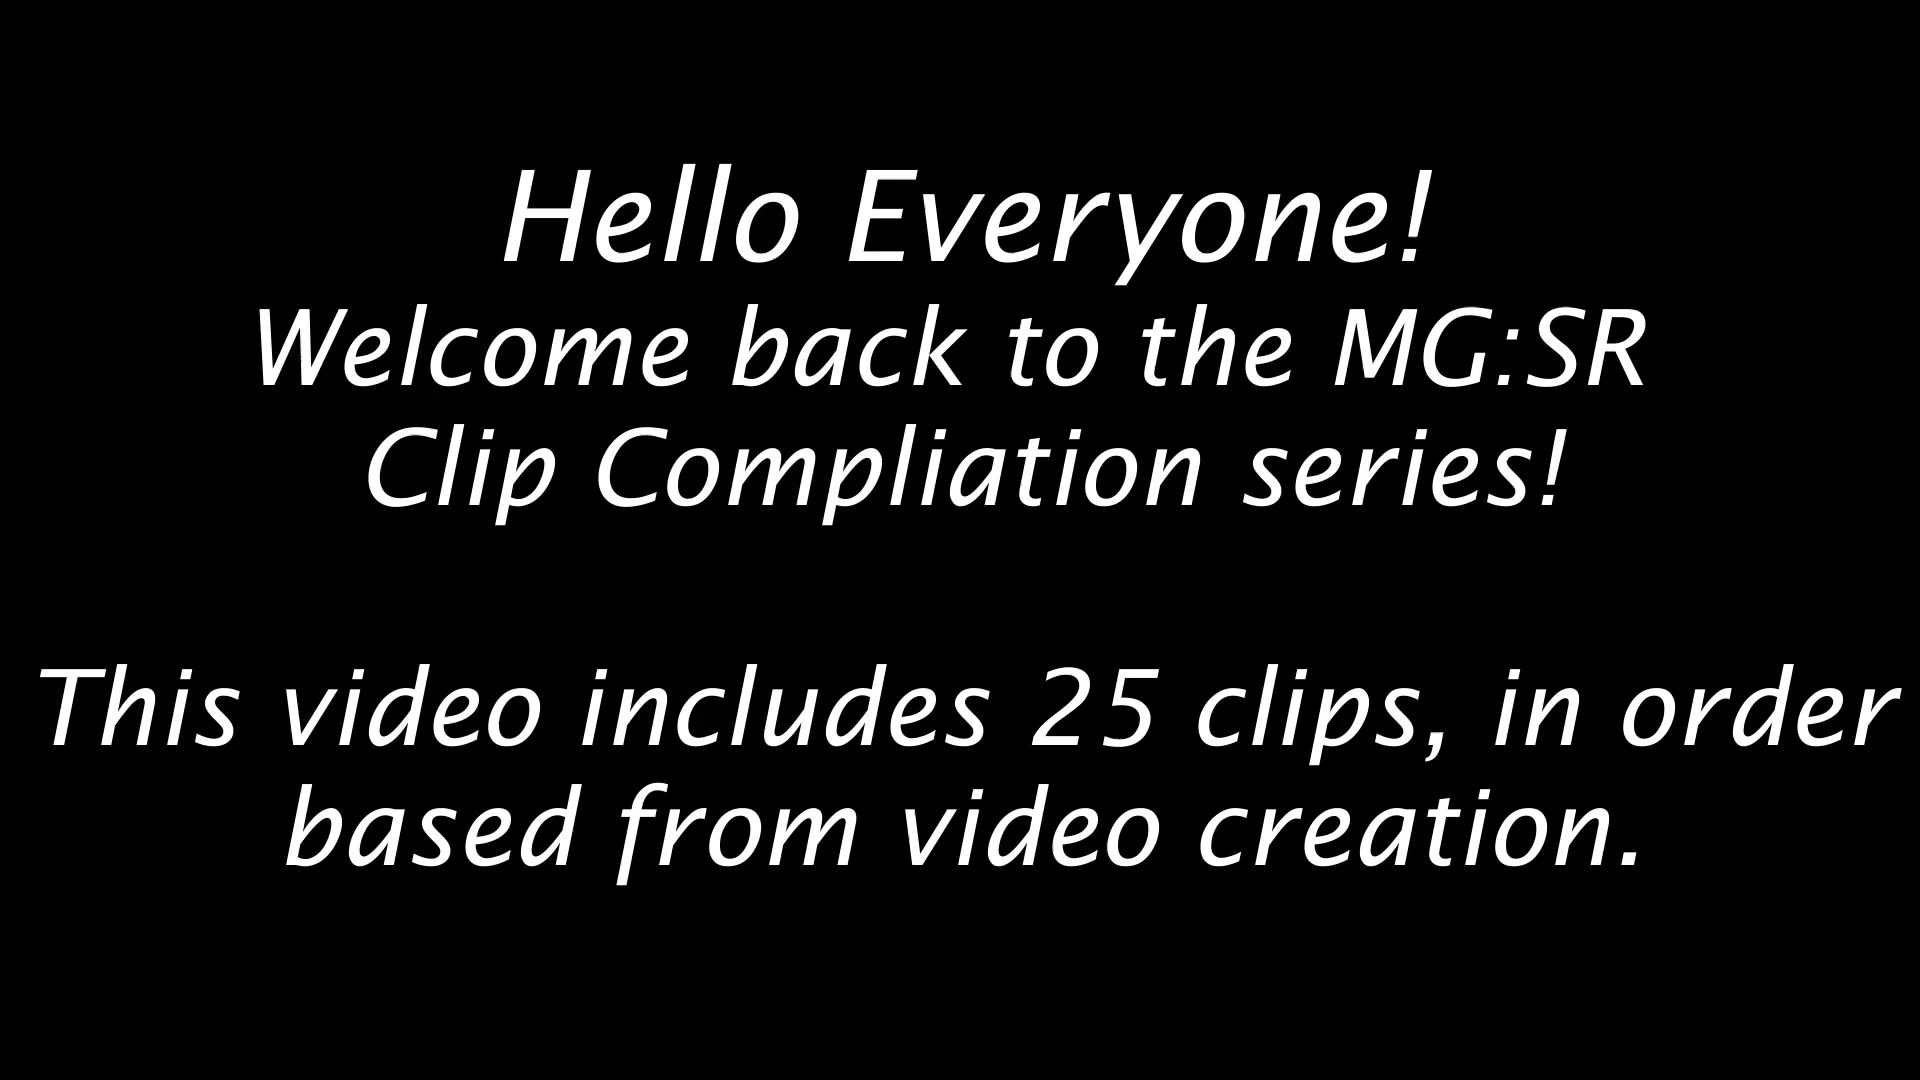 Hello Everyone!
Welcome back to the MG:SR
Clip Compliation series!
This video includes 25 clips, in order
based from video creation.